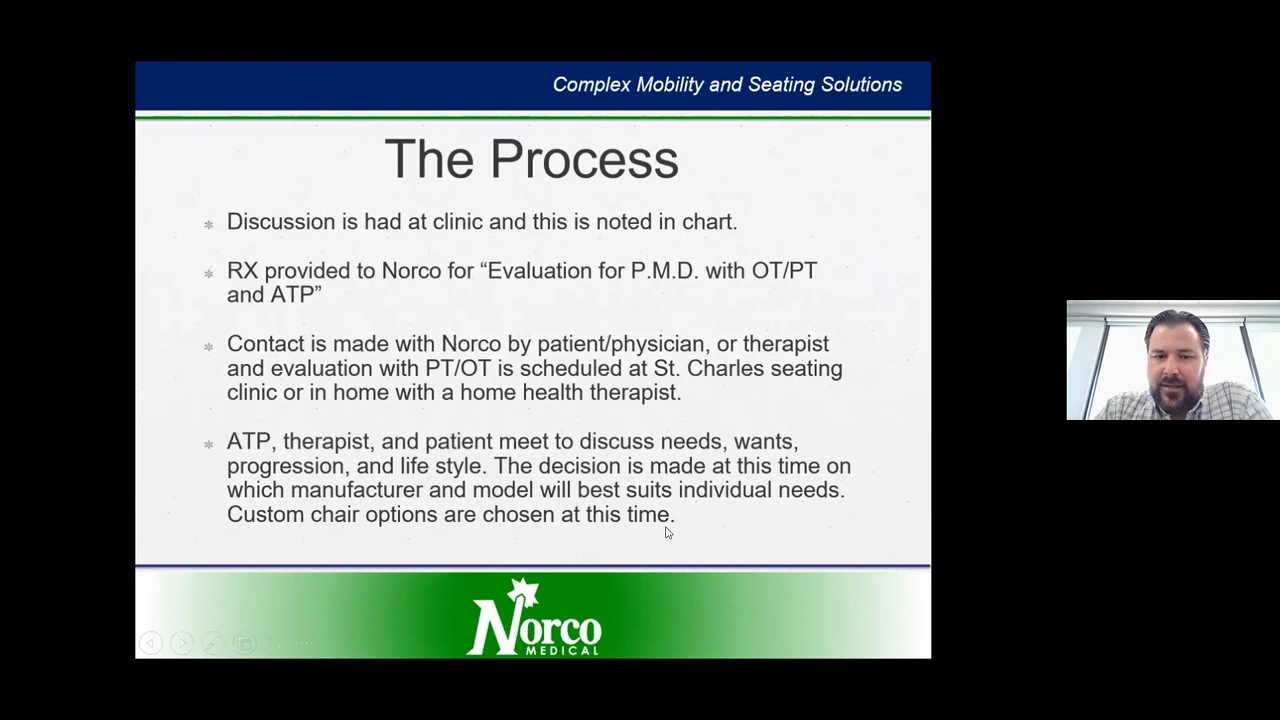 Complex Mobility and Seating Solutions
The Process
Discussion is had at clinic and this is noted in chart.
RX provided to Norco for “Evaluation for P.M.D. with OT/PT
and ATP”
Contact is made with Norco by patient/physician, or therapist
and evaluation with PT/OT is scheduled at St. Charles seating
clinic or in home with a home health therapist.
ATP, therapist, and patient meet to discuss needs, wants,
progression, and life style. The decision is made at this time on
which manufacturer and model will best suits individual needs.
Custom chair options are chosen at this time.
Norco
MEDICAL